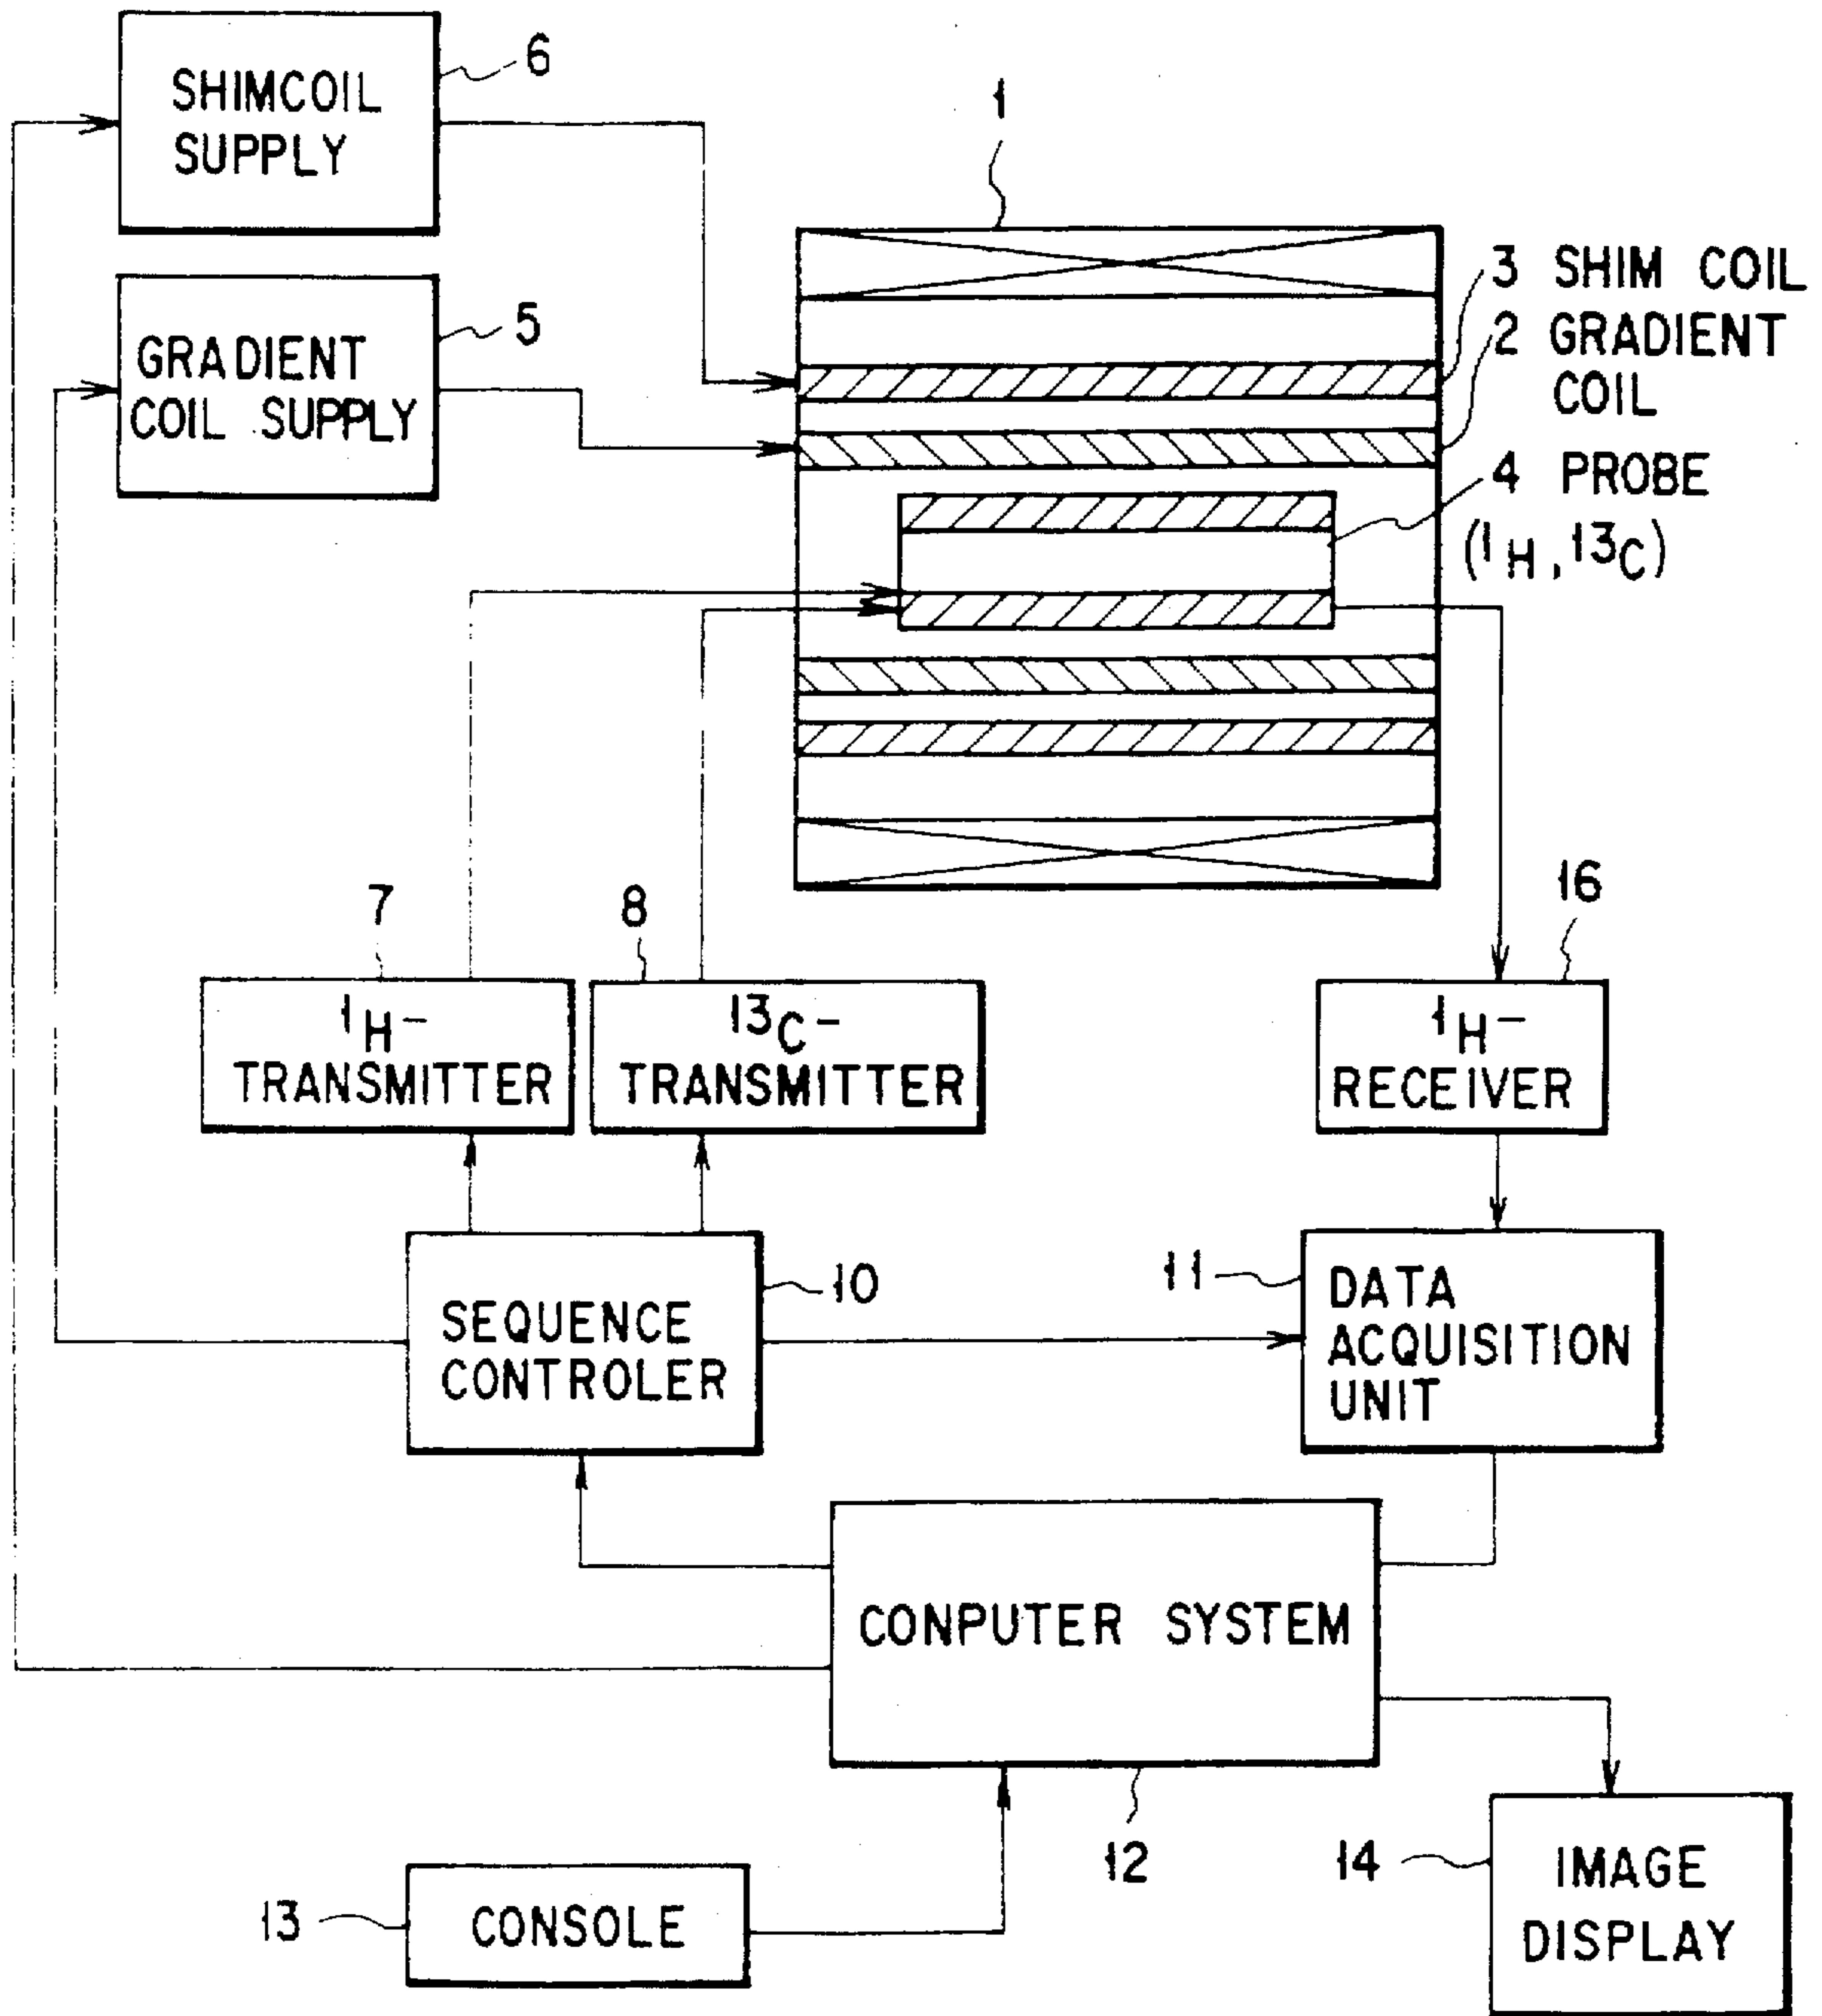 6
SHIMCOIL
SUPPLY
1
3 SHIM COIL
2 GRADIENT
COIL
5
GRADIENT
COIL SUPPLY
4 PROBE
(1H, 13C)
7
8
16
1H-
TRANSMITTER
13C-
TRANSMITTER
1H-
RECEIVER
10
SEQUENCE
CONTROLER
11
DATA
ACQUISITION
UNIT
CONPUTER SYSTEM
12
13
CONSOLE
14
IMAGE
DISPLAY